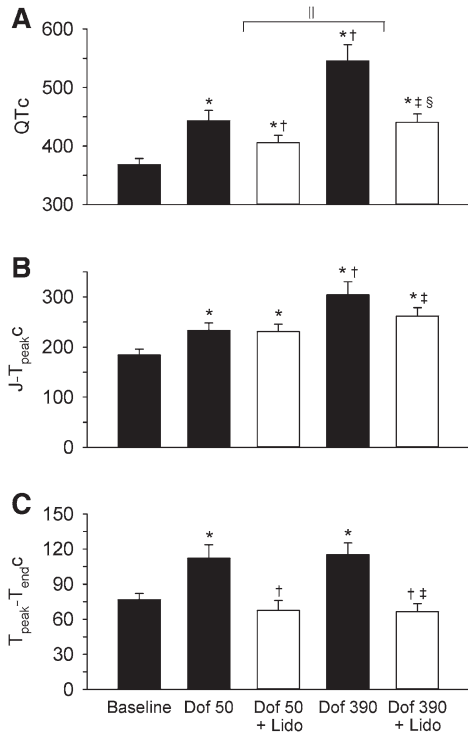 A
||
600
* †
500
*
* ‡ §
* †
QTc
400
300
B
* †
300
* ‡
*
*
J-Tpeakc
200
100
0
C
150
*
*
120
Tpeak-Tendc
90
†
† ‡
60
30
0
Baseline Dof 50 Dof 50 Dof 390 Dof 390
+ Lido + Lido